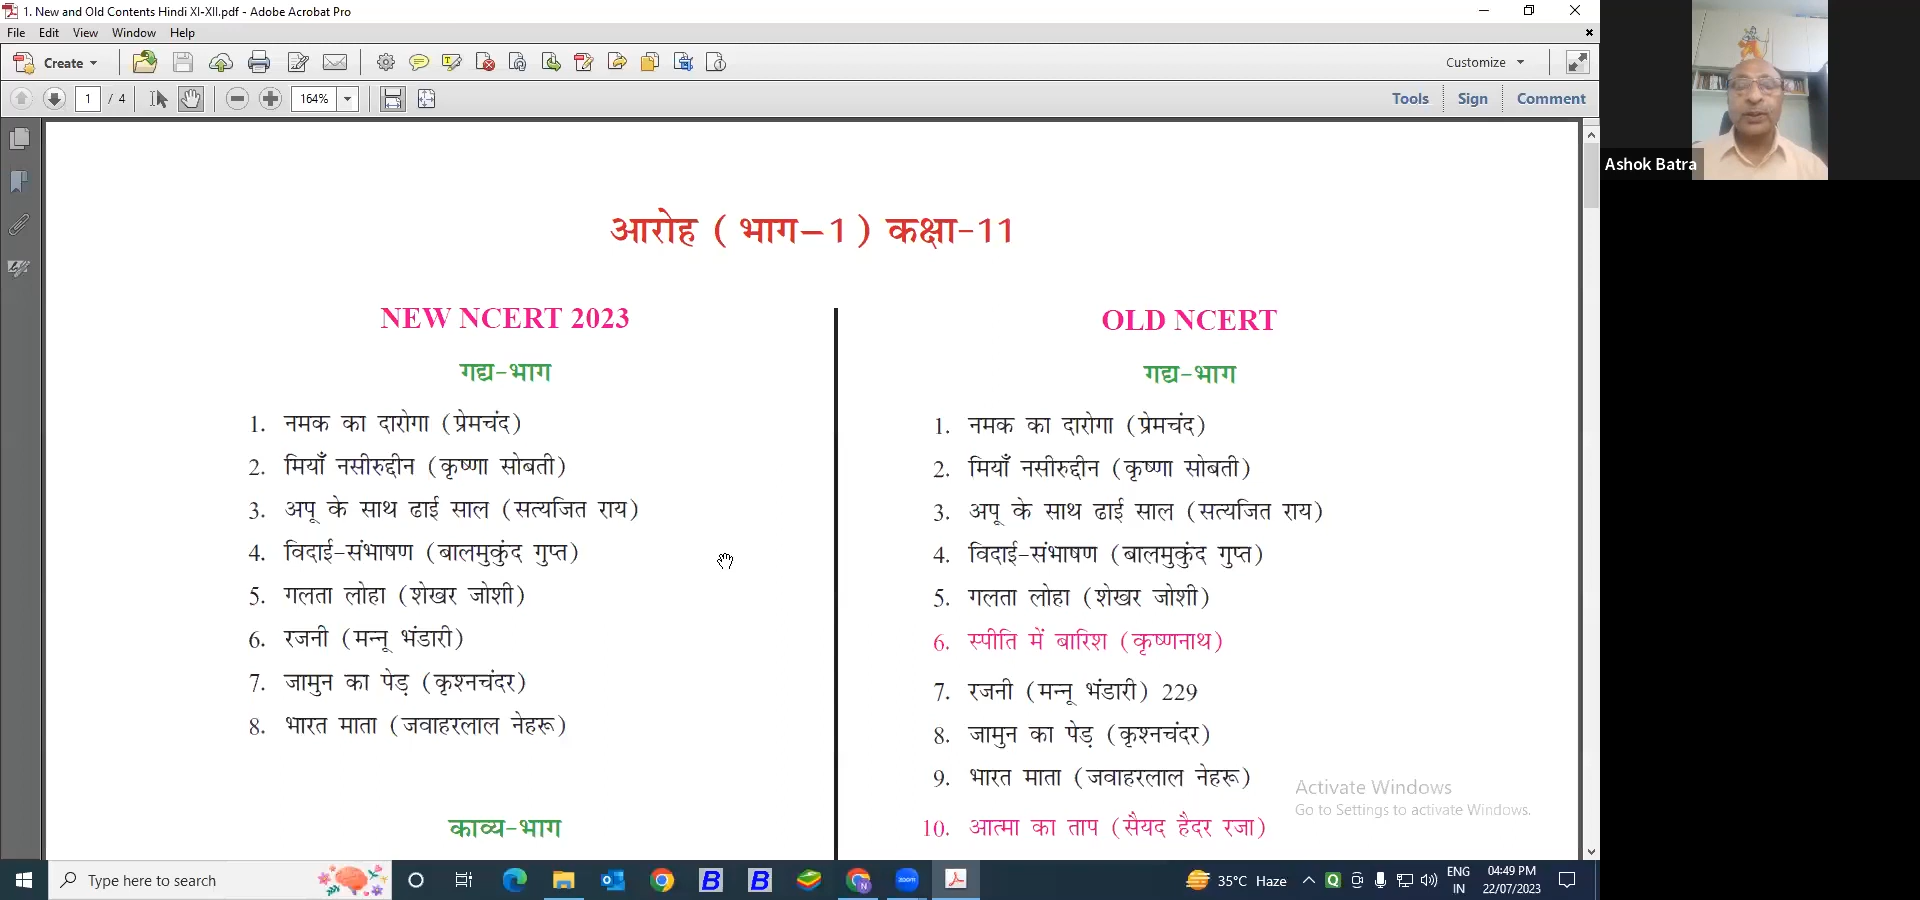 1. New and Old Contents Hindi XI-XII.pdf - Adobe Acrobat Pro
File Edit View Window Help
Create
Customize
1 / 4
164%
Tools Sign Comment
Ashok Batra
आरोह ( भाग–1 ) कक्षा-11
NEW NCERT 2023
गद्य-भाग
1. नमक का दारोगा (प्रेमचंद)
2. मियाँ नसीरुद्दीन (कृष्णा सोबती)
3. अपू के साथ ढाई साल (सत्यजित राय)
4. विदाई-संभाषण (बालमुकुंद गुप्त)
5. गलता लोहा (शेखर जोशी)
6. रजनी (मन्नू भंडारी)
7. जामुन का पेड़ (कृश्नचंदर)
8. भारत माता (जवाहरलाल नेहरू)
काव्य-भाग
OLD NCERT
गद्य-भाग
1. नमक का दारोगा (प्रेमचंद)
2. मियाँ नसीरुद्दीन (कृष्णा सोबती)
3. अपू के साथ ढाई साल (सत्यजित राय)
4. विदाई-संभाषण (बालमुकुंद गुप्त)
5. गलता लोहा (शेखर जोशी)
6. स्पीति में बारिश (कृष्णनाथ)
7. रजनी (मन्नू भंडारी) 229
8. जामुन का पेड़ (कृश्नचंदर)
9. भारत माता (जवाहरलाल नेहरू)
10. आत्मा का ताप (सैयद हैदर रजा)
Activate Windows
Go to Settings to activate Windows.
Type here to search
35°C Haze
ENG
IN
04:49 PM
22/07/2023